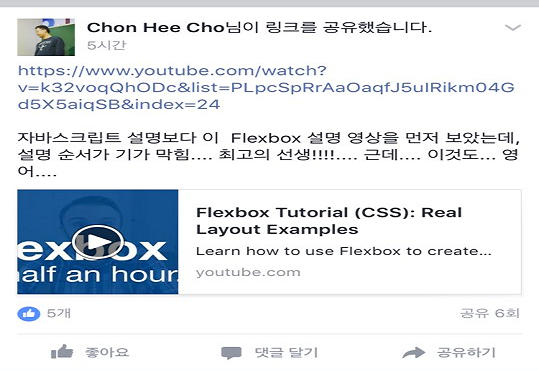 Chon Hee Cho님이 링크를 공유했습니다.
5시간
https://www.youtube.com/watch?
v=k32voqQhODc&list=PLpcSpRrAaOaqfJ5uIRikm04G
d5X5aiqSB&index=24
자바스크립트 설명보다 이 Flexbox 설명 영상을 먼저 보았는데,
설명 순서가 기가 막힘.... 최고의 선생!!!!.... 근데.... 이것도... 영
어....
exbox
half an hour.
Flexbox Tutorial (CSS): Real
Layout Examples
Learn how to use Flexbox to create...
youtube.com
5개 공유 6회
좋아요 댓글 달기 공유하기